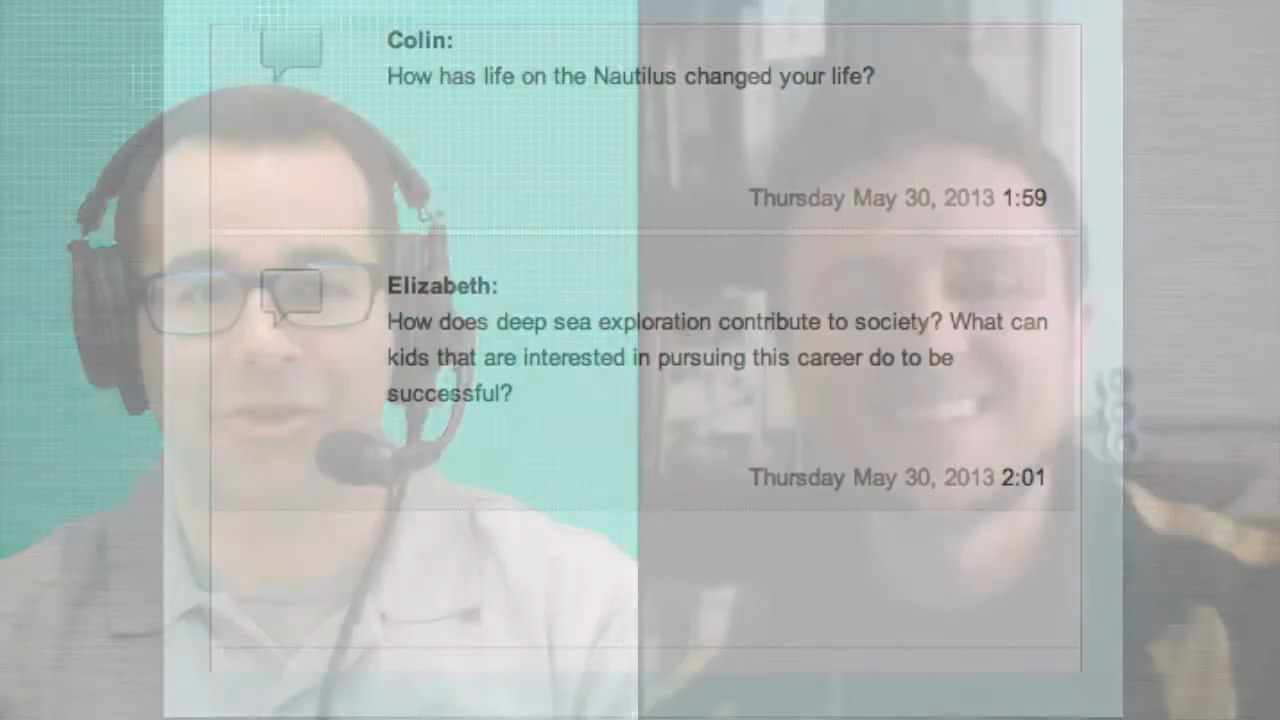 Colin:
How has life on the Nautilus changed your life?
Thursday May 30, 2013 1:59
Elizabeth:
How does deep sea exploration contribute to society? What can
kids that are interested in pursuing this career do to be
successful?
Thursday May 30, 2013 2:01